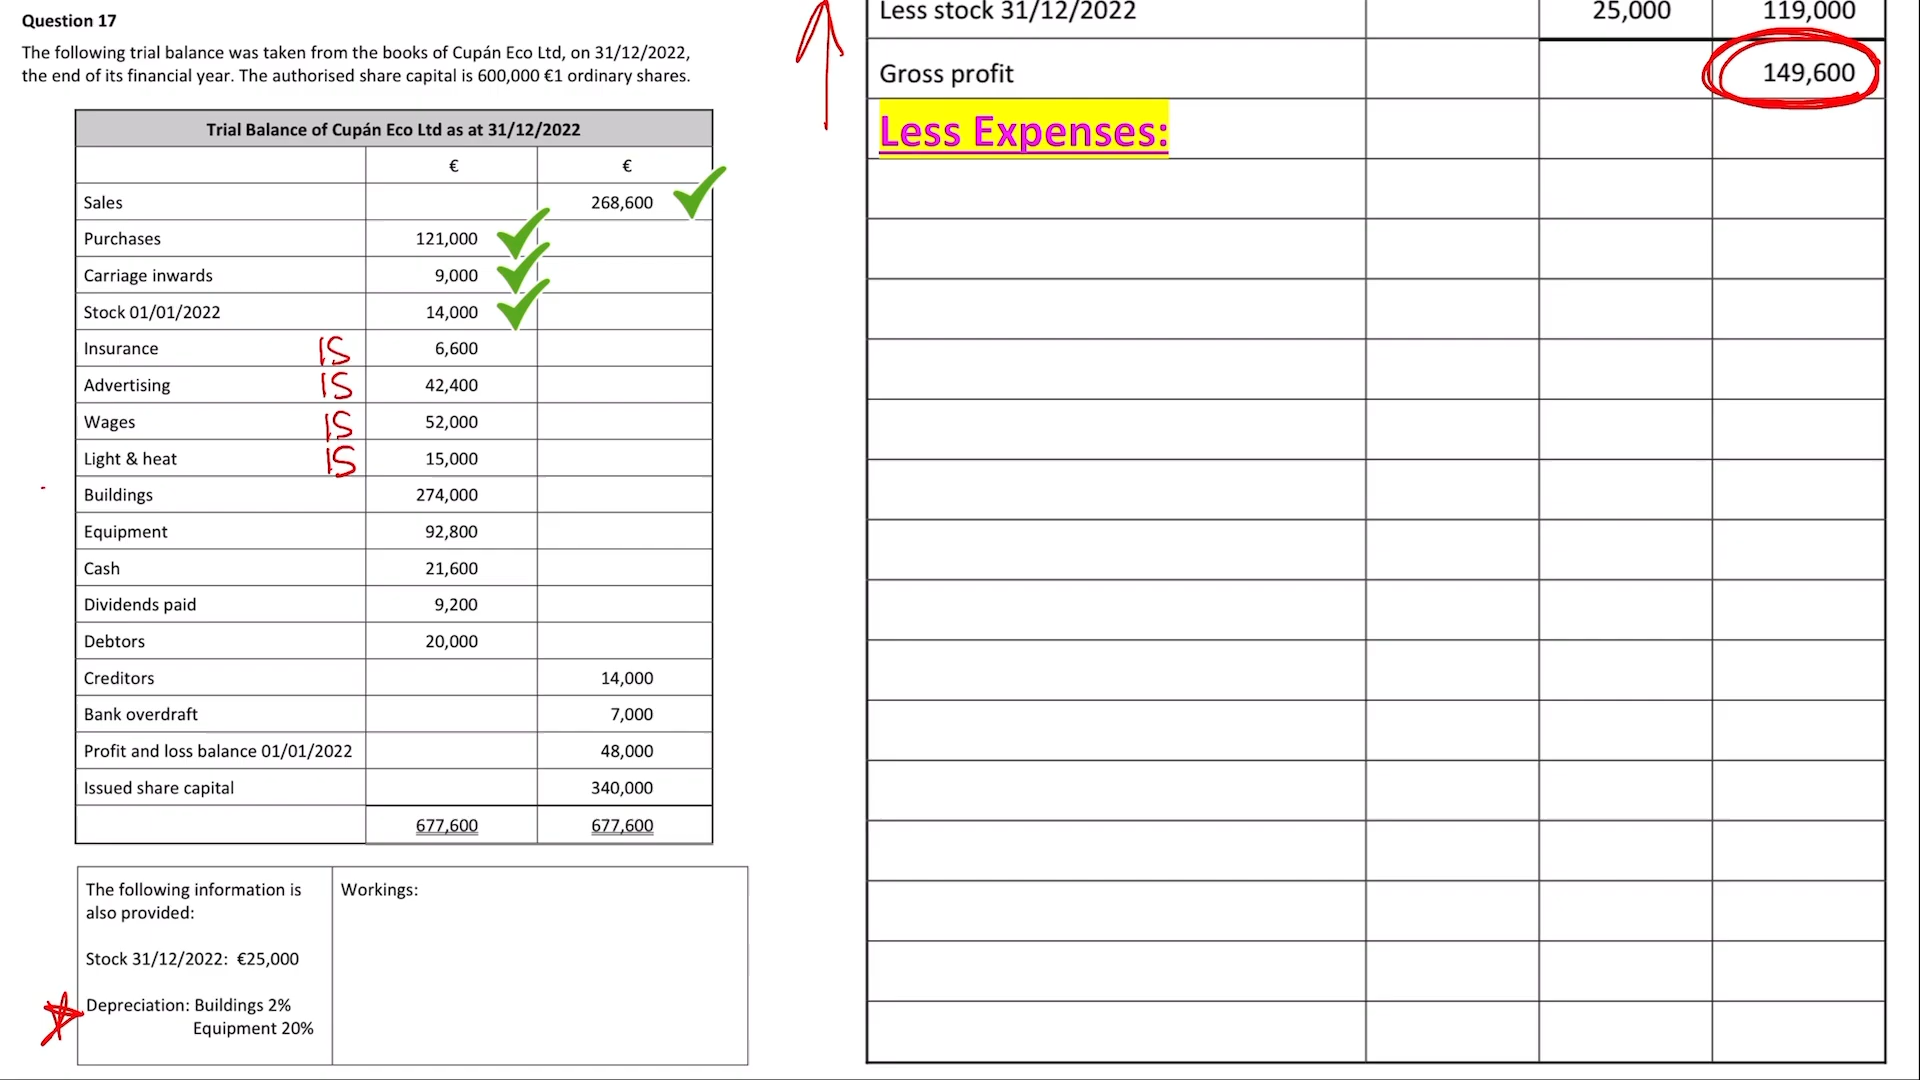 Question 17
The following trial balance was taken from the books of Cupán Eco Ltd, on 31/12/2022,
the end of its financial year. The authorised share capital is 600,000 €1 ordinary shares.
Trial Balance of Cupán Eco Ltd as at 31/12/2022
€ €
Sales 268,600
Purchases 121,000
Carriage inwards 9,000
Stock 01/01/2022 14,000
Insurance IS 6,600
Advertising IS 42,400
Wages IS 52,000
Light & heat IS 15,000
Buildings 274,000
Equipment 92,800
Cash 21,600
Dividends paid 9,200
Debtors 20,000
Creditors 14,000
Bank overdraft 7,000
Profit and loss balance 01/01/2022 48,000
Issued share capital 340,000
677,600 677,600
The following information is
also provided:
Stock 31/12/2022: €25,000
Depreciation: Buildings 2%
Equipment 20%
Workings:
Less stock 31/12/2022 25,000 119,000
Gross profit 149,600
Less Expenses: